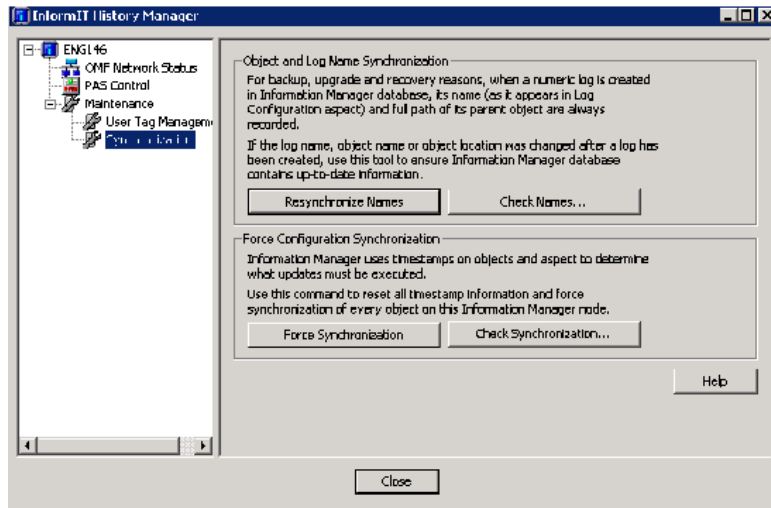 InformIT History Manager
ENGL46
OMF Network Status
PAS Control
Maintenance
User Tag Managem
Synchronization
Object and Log Name Synchronization
For backup, upgrade and recovery reasons, when a numeric log is created
in Information Manager database, its name (as it appears in Log
Configuration aspect) and full path of its parent object are always
recorded.
If the log name, object name or object location was changed after a log has
been created, use this tool to ensure Information Manager database
contains up-to-date information.
Resynchronize Names
Check Names...
Force Configuration Synchronization
Information Manager uses timestamps on objects and aspect to determine
what updates must be executed.
Use this command to reset all timestamp information and force
synchronization of every object on this Information Manager node.
Force Synchronization
Check Synchronization...
Help
Close